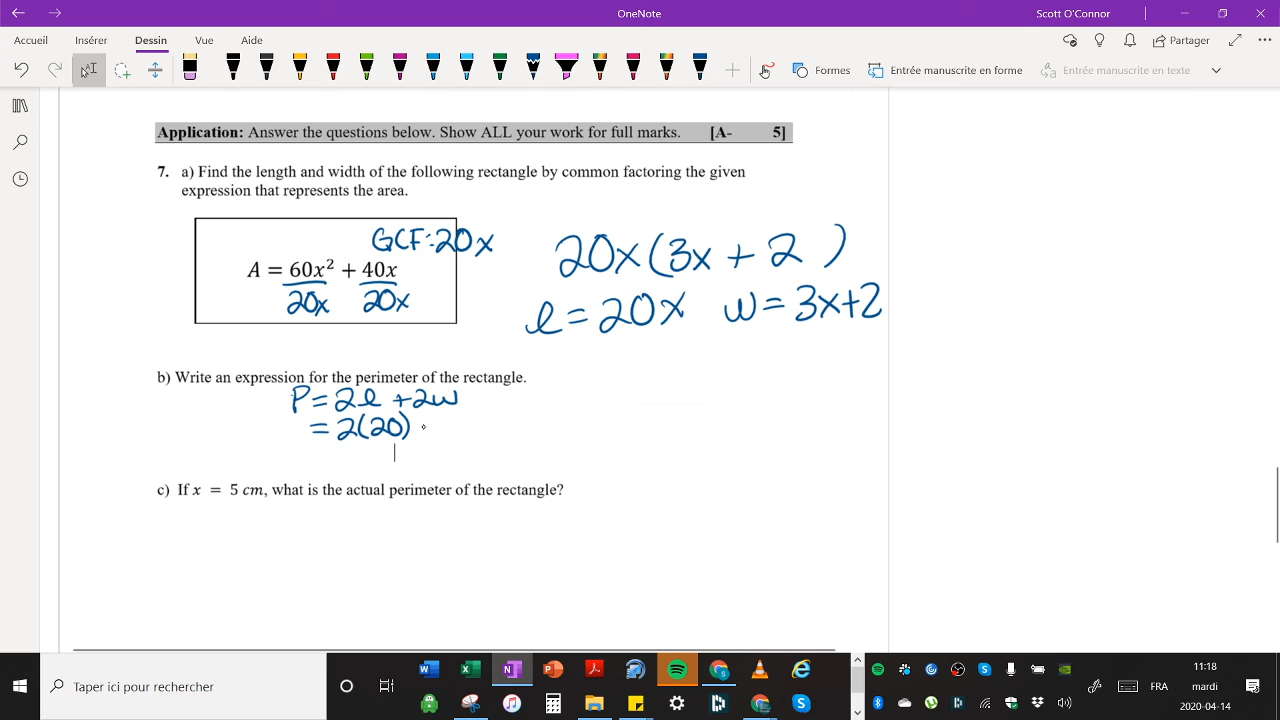 OneNote
Scott O'Connor
Accueil Insérer Dessin Vue Aide
Partager
Formes Entrée manuscrite en forme Entrée manuscrite en texte
Application: Answer the questions below. Show ALL your work for full marks. [A- 5]
7. a) Find the length and width of the following rectangle by common factoring the given
expression that represents the area.
GCF:20x
A = 60x² + 40x
20x 20x
20x(3x + 2 )
l = 20x w = 3x+2
b) Write an expression for the perimeter of the rectangle.
P = 2l + 2w
= 2(20)
c) If x = 5 cm, what is the actual perimeter of the rectangle?
Taper ici pour rechercher
11:18
FRA
mardi
2020-04-14